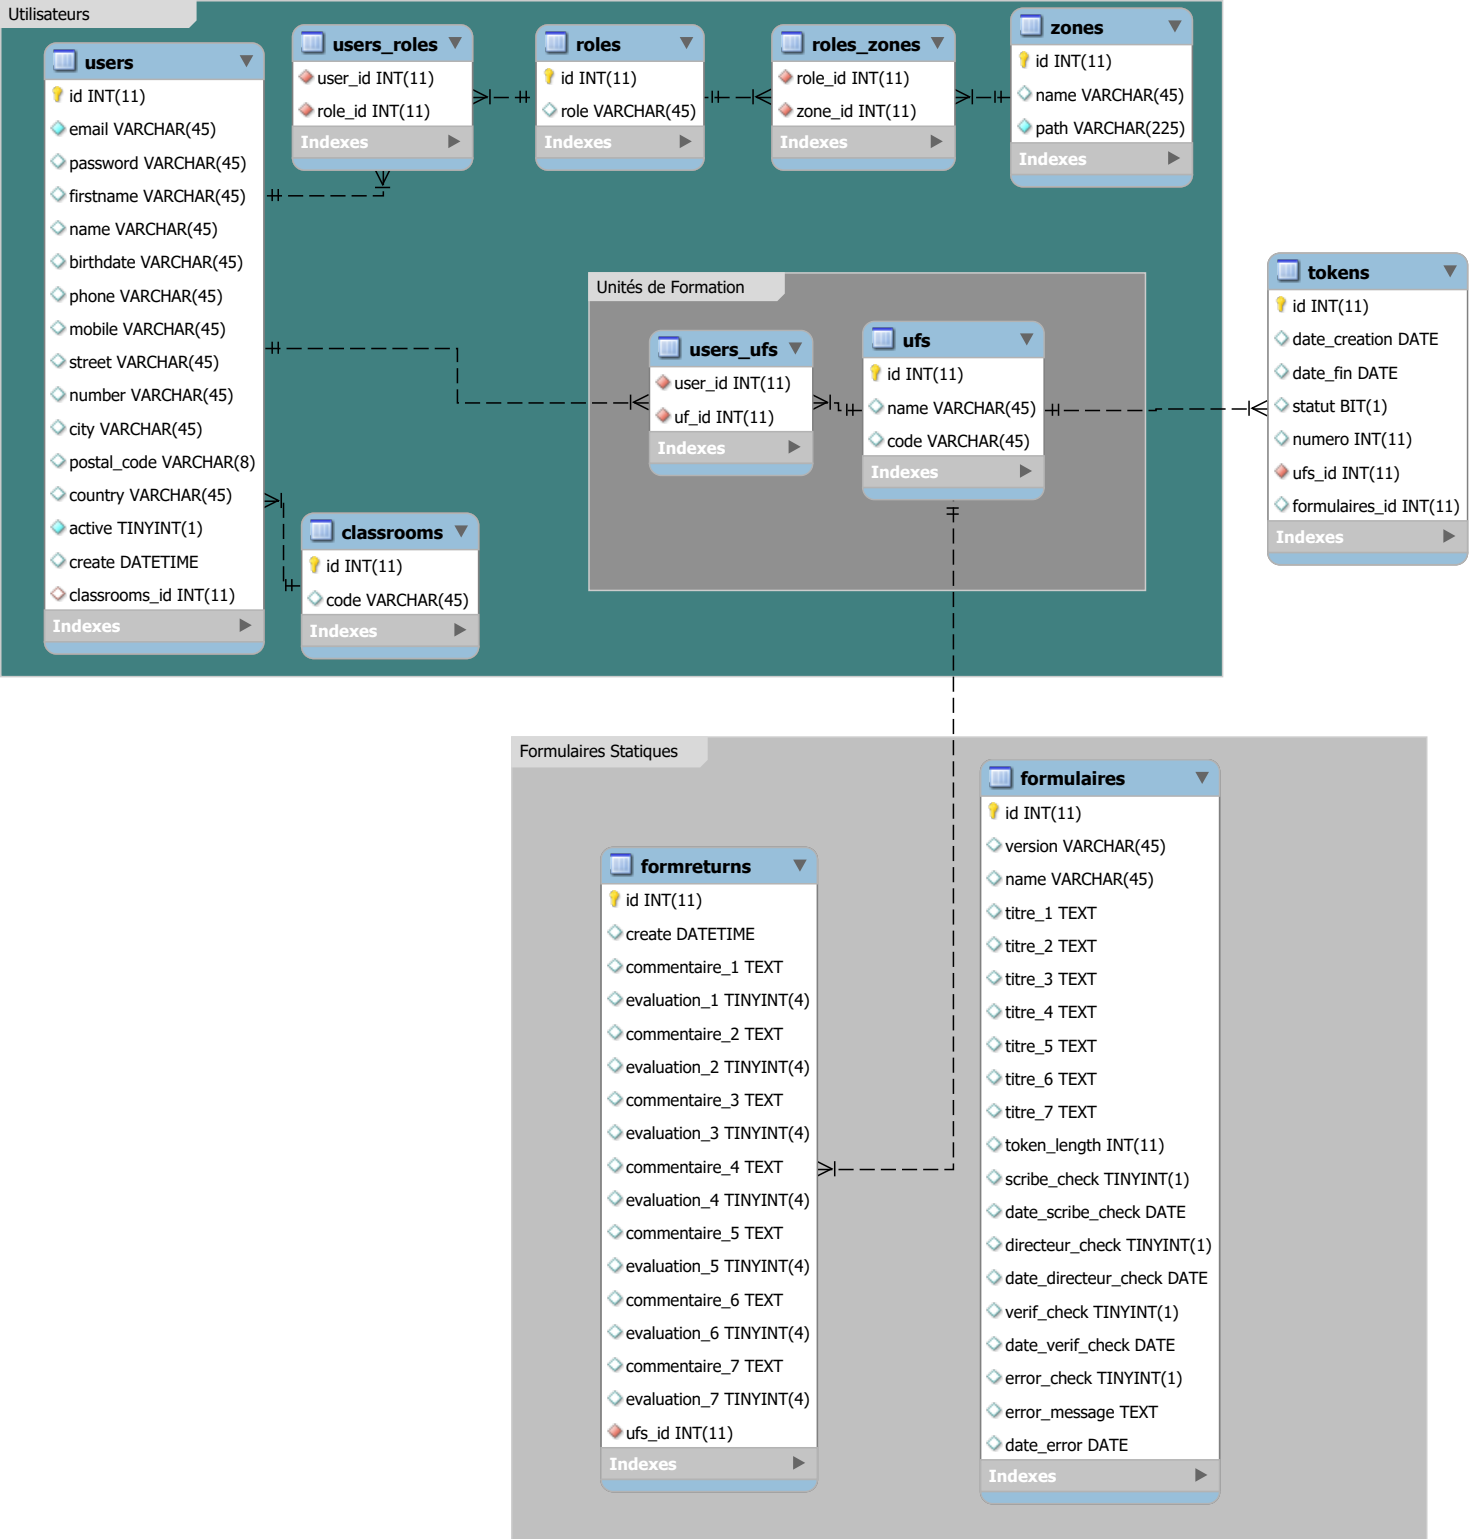 Utilisateurs
users
id INT(11)
email VARCHAR(45)
password VARCHAR(45)
firstname VARCHAR(45)
name VARCHAR(45)
birthdate VARCHAR(45)
phone VARCHAR(45)
mobile VARCHAR(45)
street VARCHAR(45)
number VARCHAR(45)
city VARCHAR(45)
postal_code VARCHAR(8)
country VARCHAR(45)
active TINYINT(1)
create DATETIME
classrooms_id INT(11)
Indexes
users_roles
user_id INT(11)
role_id INT(11)
Indexes
roles
id INT(11)
role VARCHAR(45)
Indexes
roles_zones
role_id INT(11)
zone_id INT(11)
Indexes
zones
id INT(11)
name VARCHAR(45)
path VARCHAR(225)
Indexes
Unités de Formation
users_ufs
user_id INT(11)
uf_id INT(11)
Indexes
ufs
id INT(11)
name VARCHAR(45)
code VARCHAR(45)
Indexes
tokens
id INT(11)
date_creation DATE
date_fin DATE
statut BIT(1)
numero INT(11)
ufs_id INT(11)
formulaires_id INT(11)
Indexes
classrooms
id INT(11)
code VARCHAR(45)
Indexes
Formulaires Statiques
formreturns
id INT(11)
create DATETIME
commentaire_1 TEXT
evaluation_1 TINYINT(4)
commentaire_2 TEXT
evaluation_2 TINYINT(4)
commentaire_3 TEXT
evaluation_3 TINYINT(4)
commentaire_4 TEXT
evaluation_4 TINYINT(4)
commentaire_5 TEXT
evaluation_5 TINYINT(4)
commentaire_6 TEXT
evaluation_6 TINYINT(4)
commentaire_7 TEXT
evaluation_7 TINYINT(4)
ufs_id INT(11)
Indexes
formulaires
id INT(11)
version VARCHAR(45)
name VARCHAR(45)
titre_1 TEXT
titre_2 TEXT
titre_3 TEXT
titre_4 TEXT
titre_5 TEXT
titre_6 TEXT
titre_7 TEXT
token_length INT(11)
scribe_check TINYINT(1)
date_scribe_check DATE
directeur_check TINYINT(1)
date_directeur_check DATE
verif_check TINYINT(1)
date_verif_check DATE
error_check TINYINT(1)
error_message TEXT
date_error DATE
Indexes